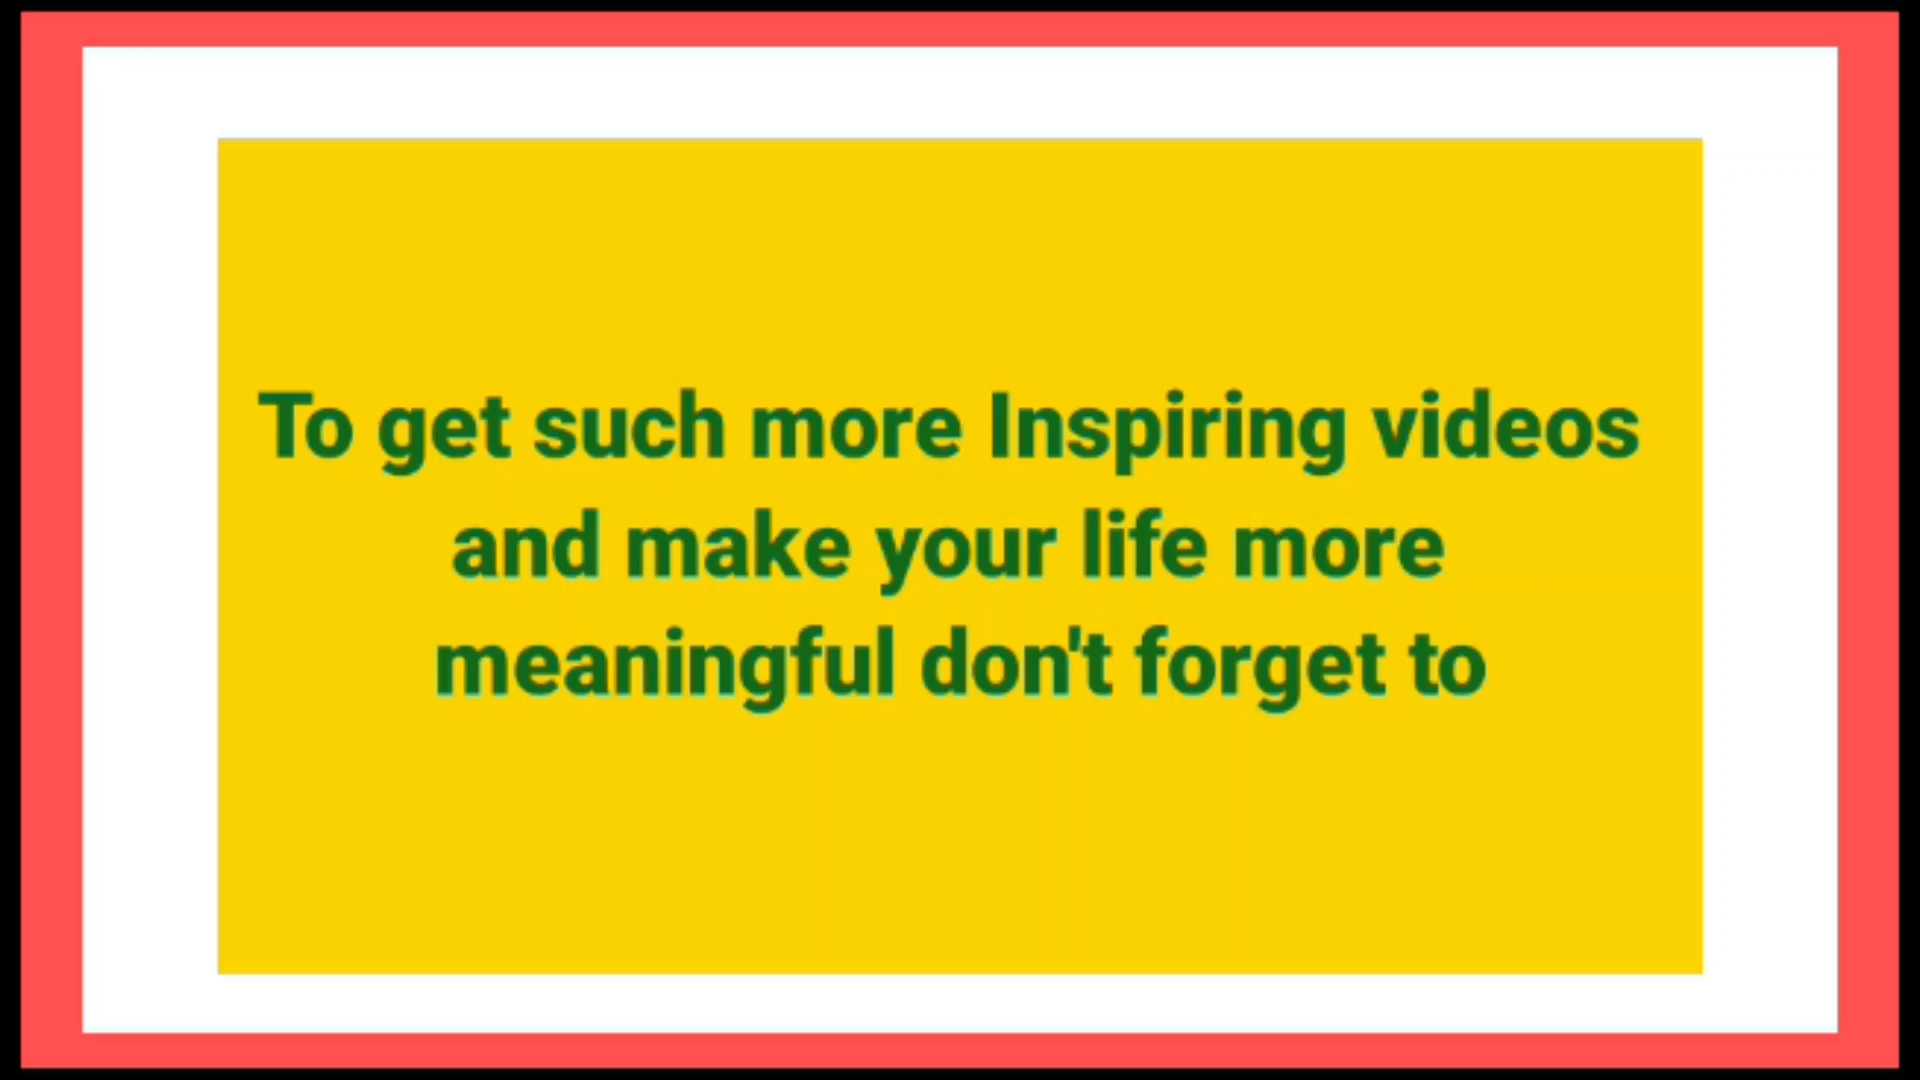 To get such more Inspiring videos
and make your life more
meaningful don't forget to